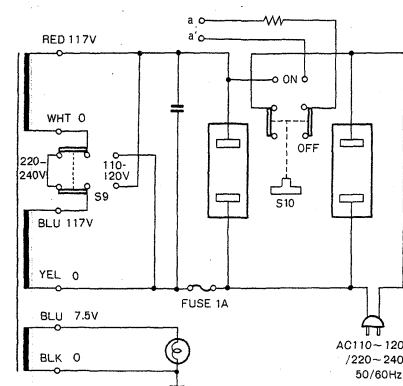 a
a'
RED 117V
ON
WHT 0
OFF
220-
240V
110-
120V
S9
S10
BLU 117V
YEL 0
FUSE 1A
BLU 7.5V
BLK 0
AC110~120
/220~240
50/60Hz